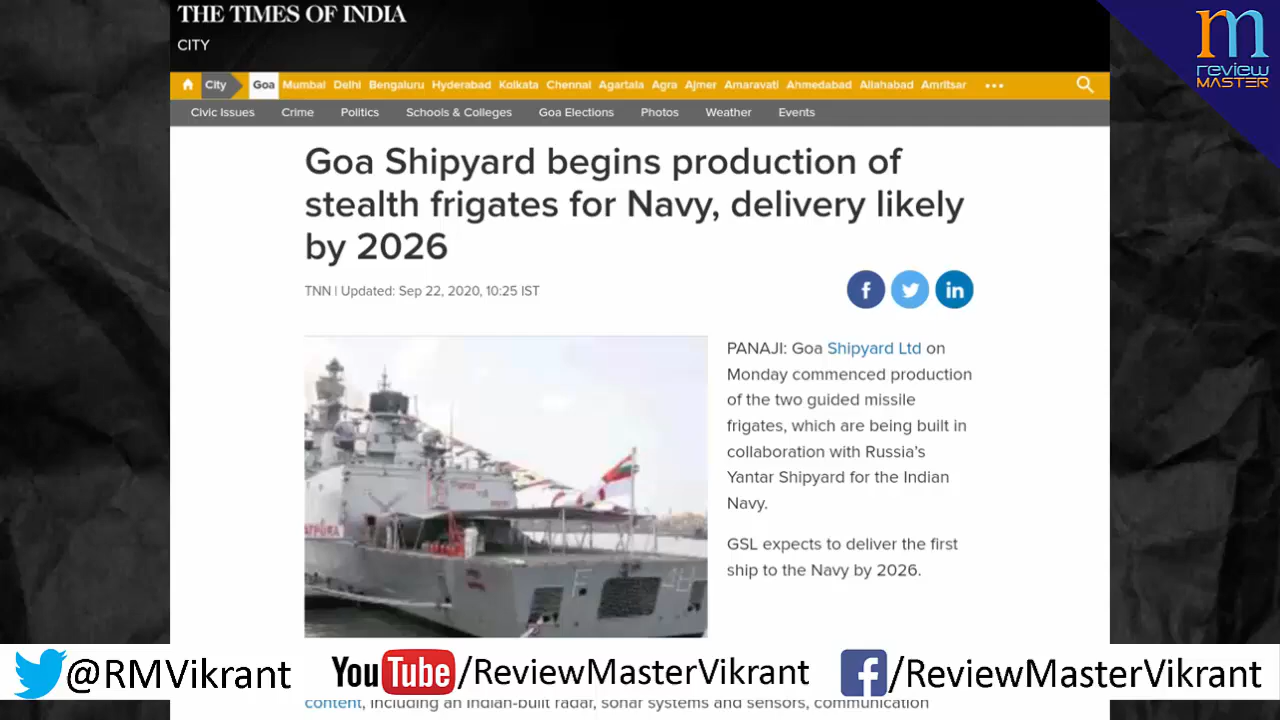 THE TIMES OF INDIA
CITY
rm
review
MASTER
City Goa Mumbai Delhi Bengaluru Hyderabad Kolkata Chennai Agartala Agra Ajmer Amaravati Ahmedabad Allahabad Amritsar •••
Civic Issues Crime Politics Schools & Colleges Goa Elections Photos Weather Events
Goa Shipyard begins production of
stealth frigates for Navy, delivery likely
by 2026
TNN | Updated: Sep 22, 2020, 10:25 IST
f in
PANAJI: Goa Shipyard Ltd on
Monday commenced production
of the two guided missile
frigates, which are being built in
collaboration with Russia's
Yantar Shipyard for the Indian
Navy.
GSL expects to deliver the first
ship to the Navy by 2026.
ATPURA
F
@RMVikrant YouTube/ReviewMasterVikrant f/ReviewMasterVikrant
content, including an Indian-built radar, sonar systems and sensors, communication